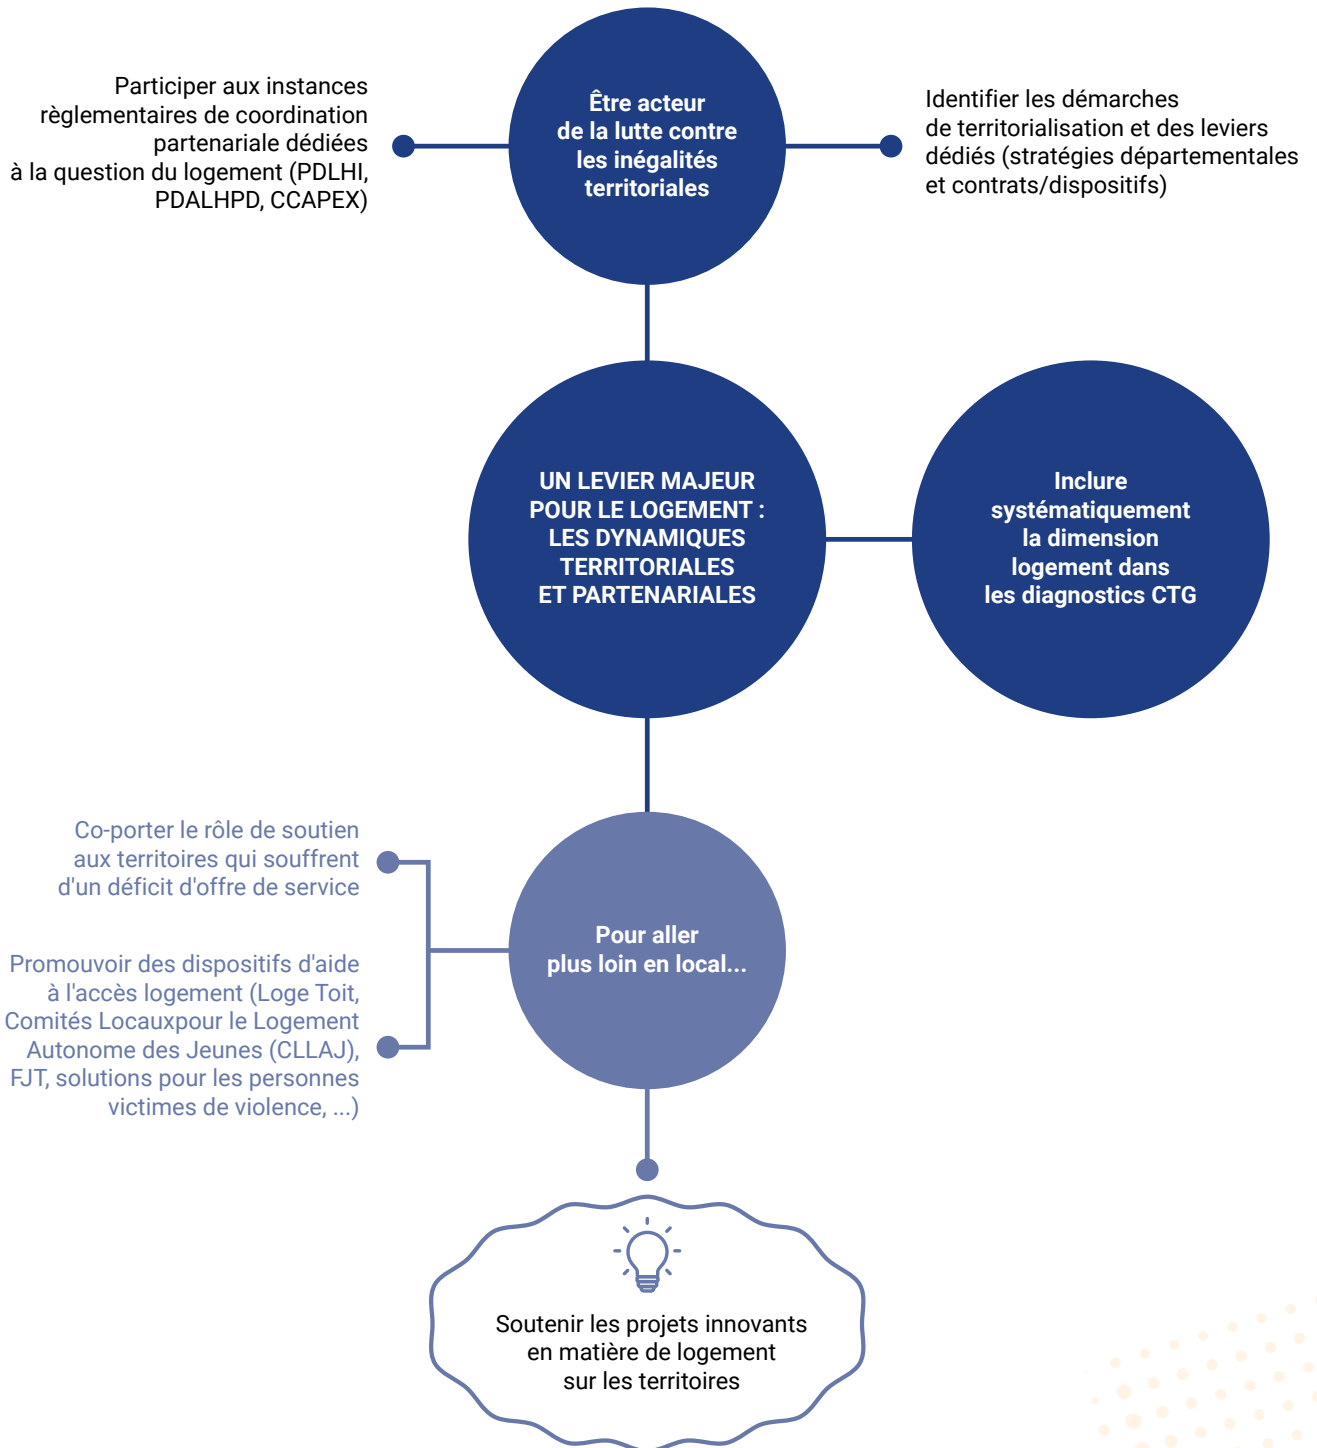 Participer aux instances
règlementaires de coordination
partenariale dédiées
à la question du logement (PDLHI,
PDALHPD, CCAPEX)
Être acteur
de la lutte contre
les inégalités
territoriales
Identifier les démarches
de territorialisation et des leviers
dédiés (stratégies départementales
et contrats/dispositifs)
UN LEVIER MAJEUR
POUR LE LOGEMENT :
LES DYNAMIQUES
TERRITORIALES
ET PARTENARIALES
Inclure
systématiquement
la dimension
logement dans
les diagnostics CTG
Co-porter le rôle de soutien
aux territoires qui souffrent
d'un déficit d'offre de service
Promouvoir des dispositifs d'aide
à l'accès logement (Loge Toit,
Comités Locauxpour le Logement
Autonome des Jeunes (CLLAJ),
FJT, solutions pour les personnes
victimes de violence, ...)
Pour aller
plus loin en local...
Soutenir les projets innovants
en matière de logement
sur les territoires